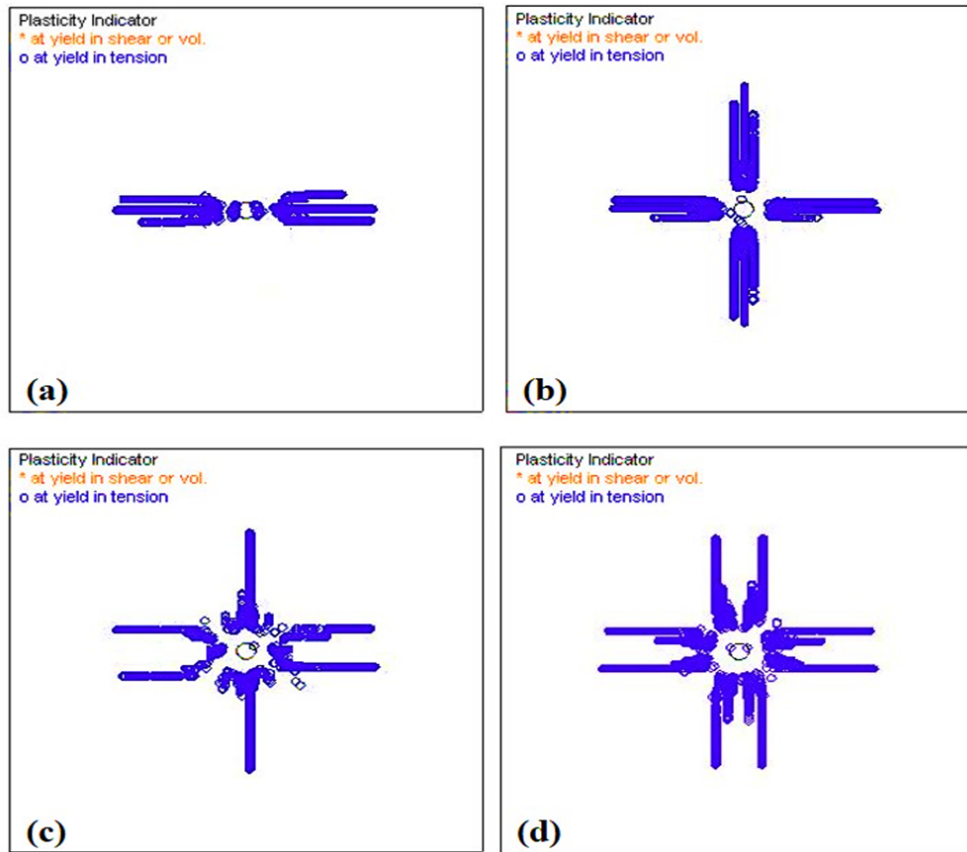 Plasticity Indicator
* at yield in shear or vol.
o at yield in tension
(a)
Plasticity Indicator
* at yield in shear or vol.
o at yield in tension
(b)
Plasticity Indicator
* at yield in shear or vol.
o at yield in tension
(c)
Plasticity Indicator
* at yield in shear or vol.
o at yield in tension
(d)